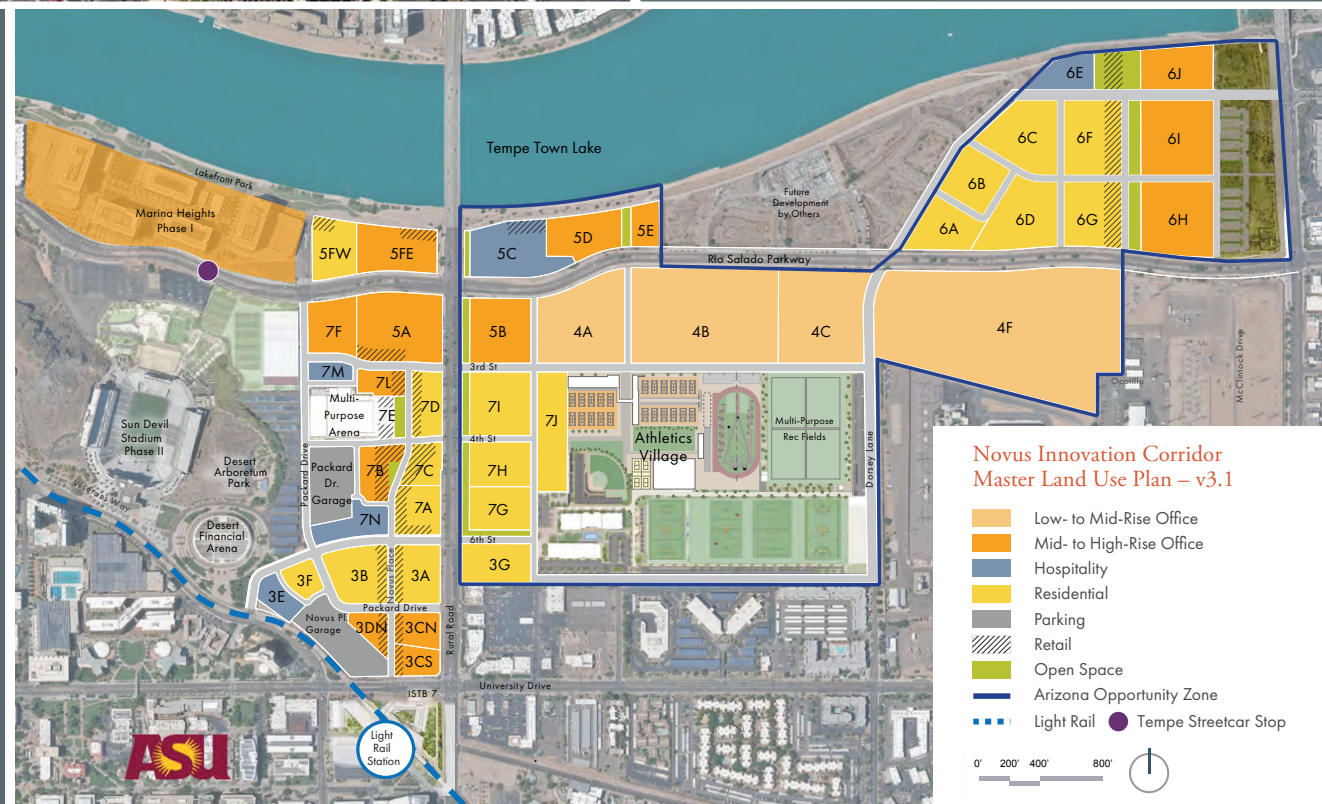 6E
6J
6C
6F
6I
Tempe Town Lake
Lakefront Park
Future
Development
by Others
6B
Marina Heights
Phase I
6A
6D
6G
6H
5FW
5FE
5C
5D
5E
Rio Salado Parkway
7F
5A
5B
4A
4B
4C
4F
3rd St
7M
7L
Ocotillo
McClintock Drive
Multi-
Purpose
Arena
7E
7D
7I
7J
Multi-Purpose
Rec Fields
Sun Devil
Stadium
Phase II
4th St
Athletics
Village
Dorsey Lane
Desert
Arboretum
Park
Packard Drive
Packard
Dr.
Garage
7B
7C
7H
Veterans Way
7A
7G
7N
Desert
Financial
Arena
6th St
3F
3B
Novus Place
3A
3G
3E
Packard Drive
Novus Pl.
Garage
3DN
3CN
Rural Road
3CS
ISTB 7
University Drive
Light
Rail
Station
ASU
Novus Innovation Corridor
Master Land Use Plan – v3.1
Low- to Mid-Rise Office
Mid- to High-Rise Office
Hospitality
Residential
Parking
Retail
Open Space
Arizona Opportunity Zone
Light Rail
Tempe Streetcar Stop
0' 200' 400' 800'